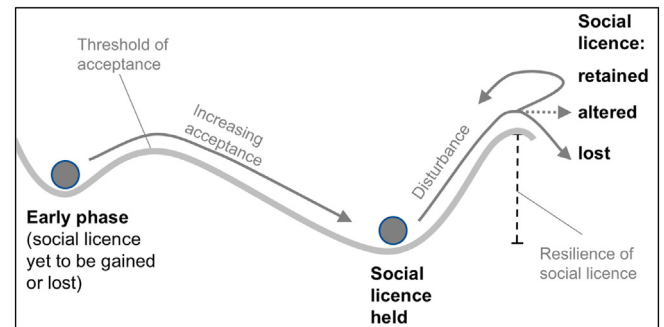 Social
licence:
Threshold of
acceptance
retained
Increasing
acceptance
altered
Disturbance
lost
Early phase
(social licence
yet to be gained
or lost)
Resilience of
social licence
Social
licence
held